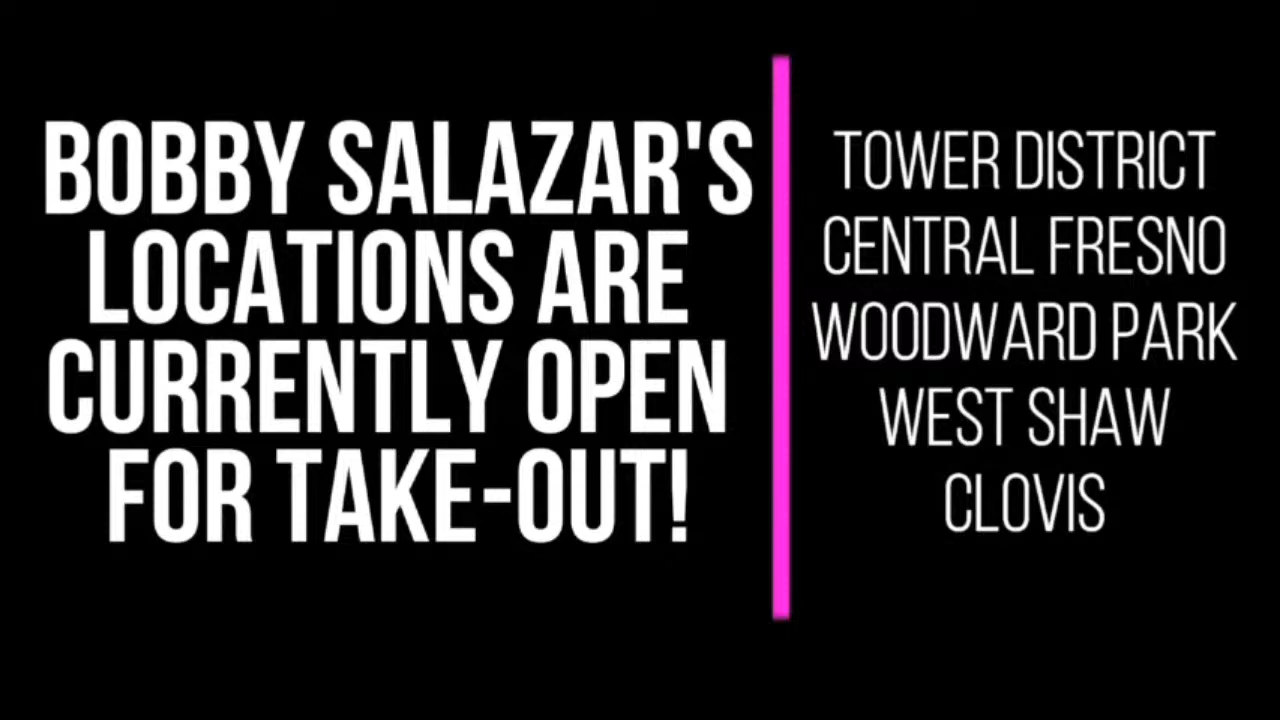 BOBBY SALAZAR'S
LOCATIONS ARE
CURRENTLY OPEN
FOR TAKE-OUT!
TOWER DISTRICT
CENTRAL FRESNO
WOODWARD PARK
WEST SHAW
CLOVIS